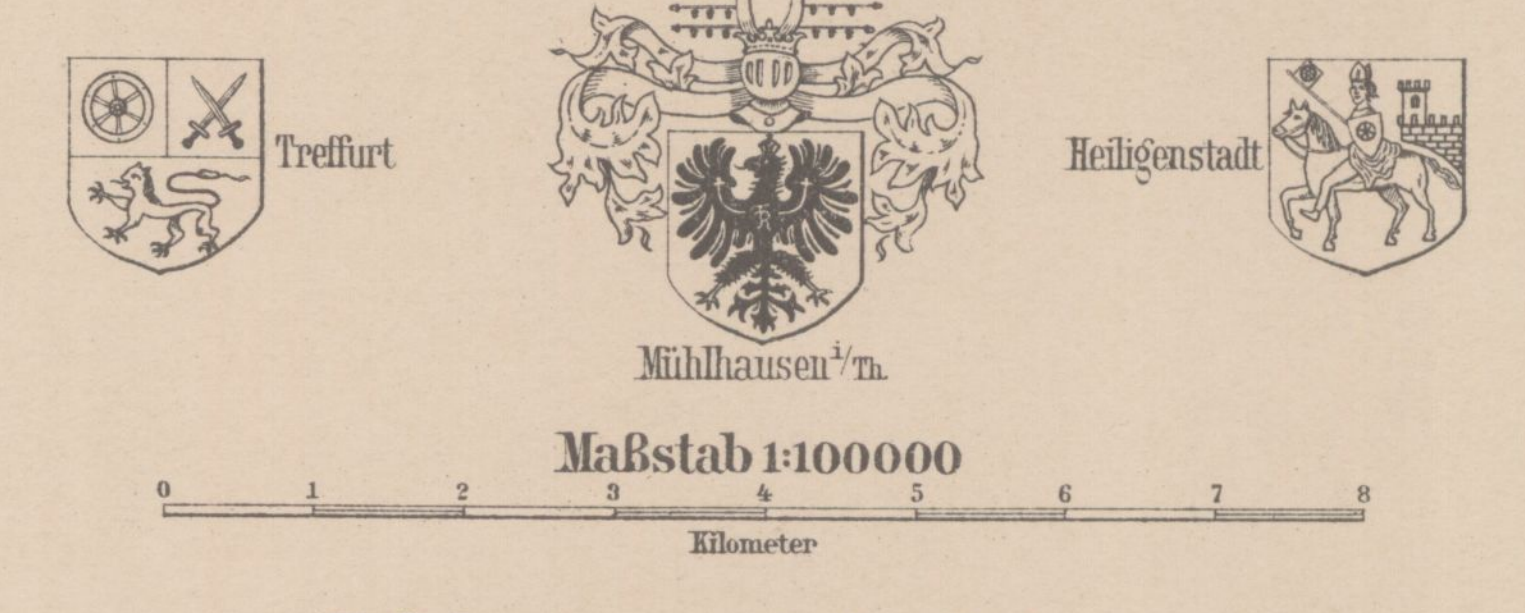 Treffurt
Heiligenstadt
Mühlhausen i/Th.
Maßstab 1:100000
0 1 2 3 4 5 6 7 8
Kilometer